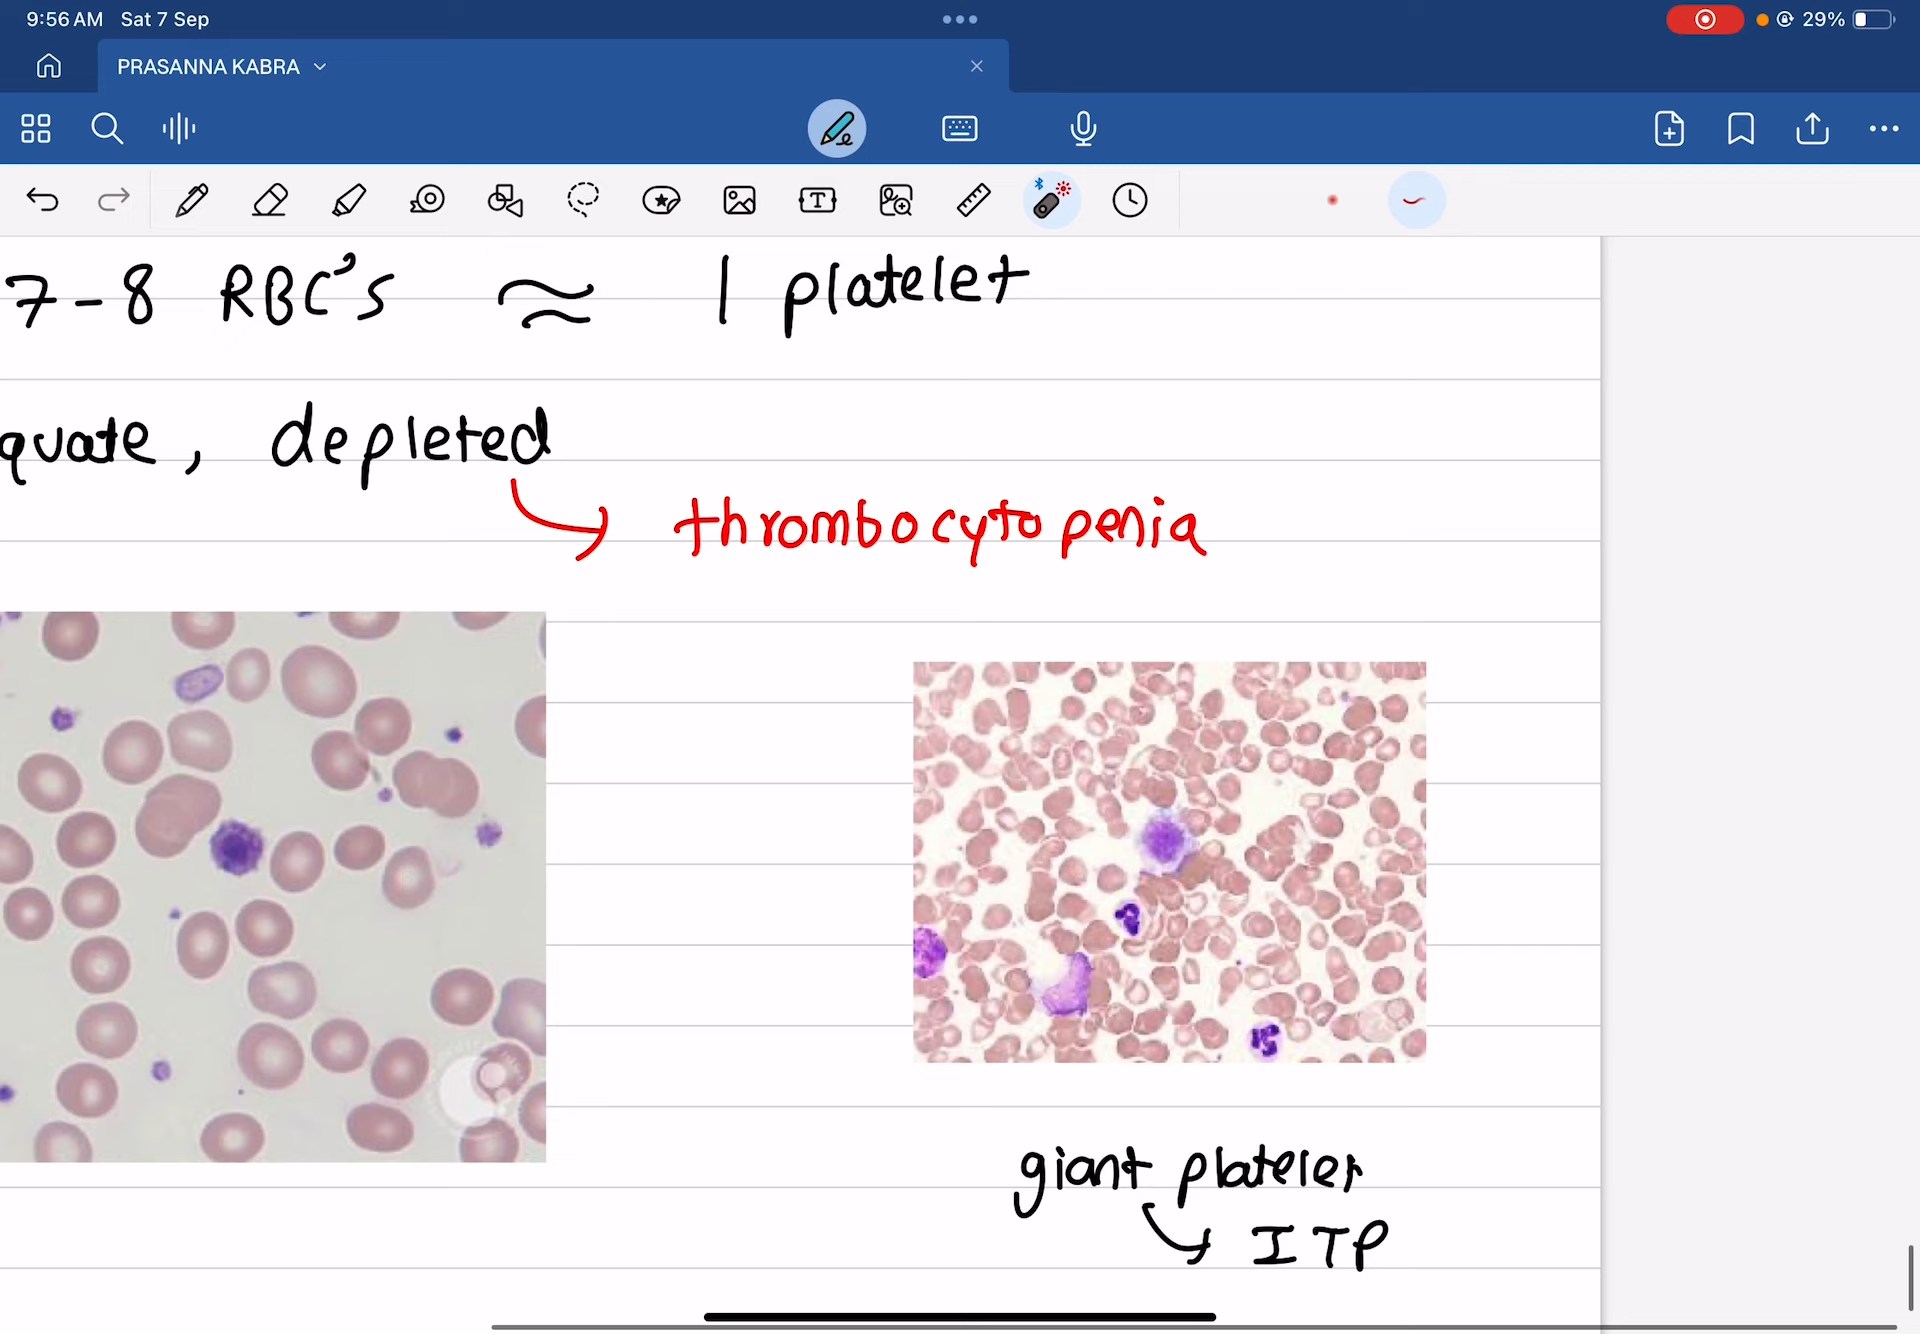 9:56 AM Sat 7 Sep
29%
PRASANNA KABRA
T
7-8 RBC's ≈ 1 platelet
quate, depleted
thrombocytopenia
giant platelet
ITP